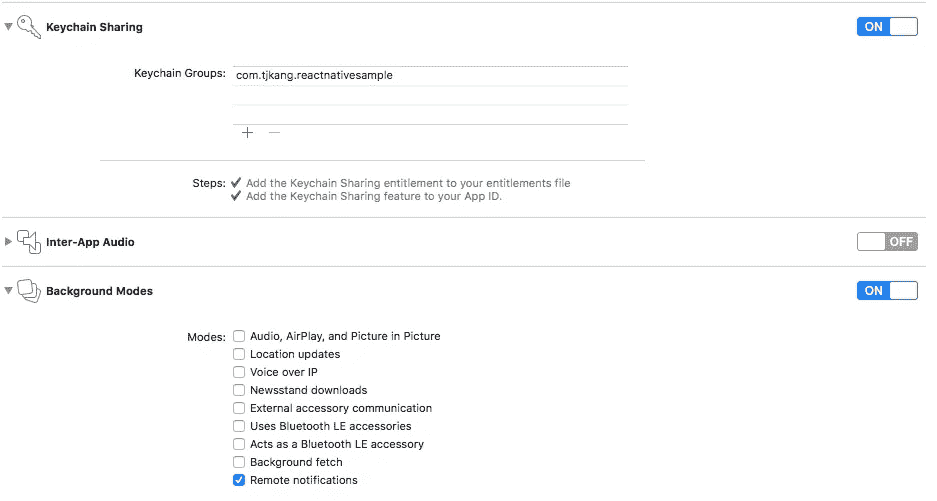 Keychain Sharing ON
Keychain Groups: com.tjkang.reactnativesample
Steps: ✔ Add the Keychain Sharing entitlement to your entitlements file
✔ Add the Keychain Sharing feature to your App ID.
Inter-App Audio OFF
Background Modes ON
Modes: Audio, AirPlay, and Picture in Picture
Location updates
Voice over IP
Newsstand downloads
External accessory communication
Uses Bluetooth LE accessories
Acts as a Bluetooth LE accessory
Background fetch
Remote notifications